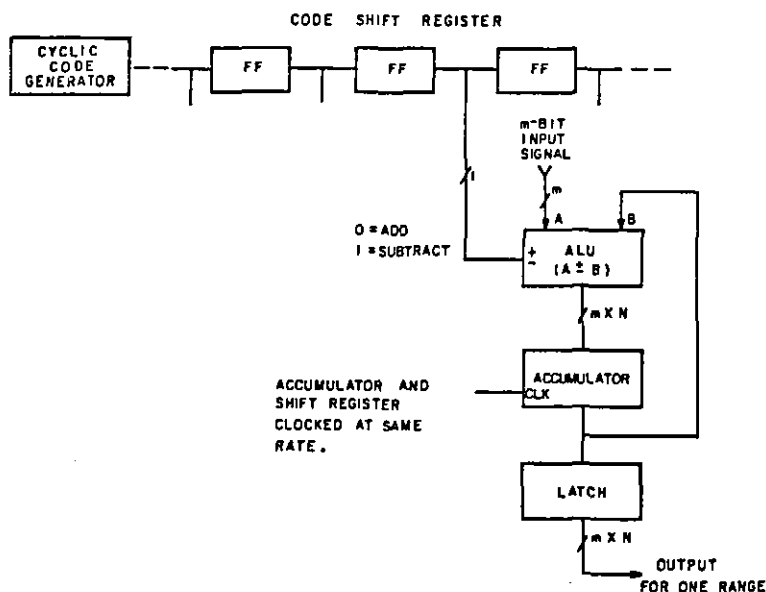 CODE SHIFT REGISTER
CYCLIC
CODE
GENERATOR
FF
FF
FF
m-BIT
INPUT
SIGNAL
1
m
A
B
0 = ADD
1 = SUBTRACT
+
-
ALU
(A ± B)
m X N
ACCUMULATOR
CLK
ACCUMULATOR AND
SHIFT REGISTER
CLOCKED AT SAME
RATE.
LATCH
m X N
OUTPUT
FOR ONE RANGE